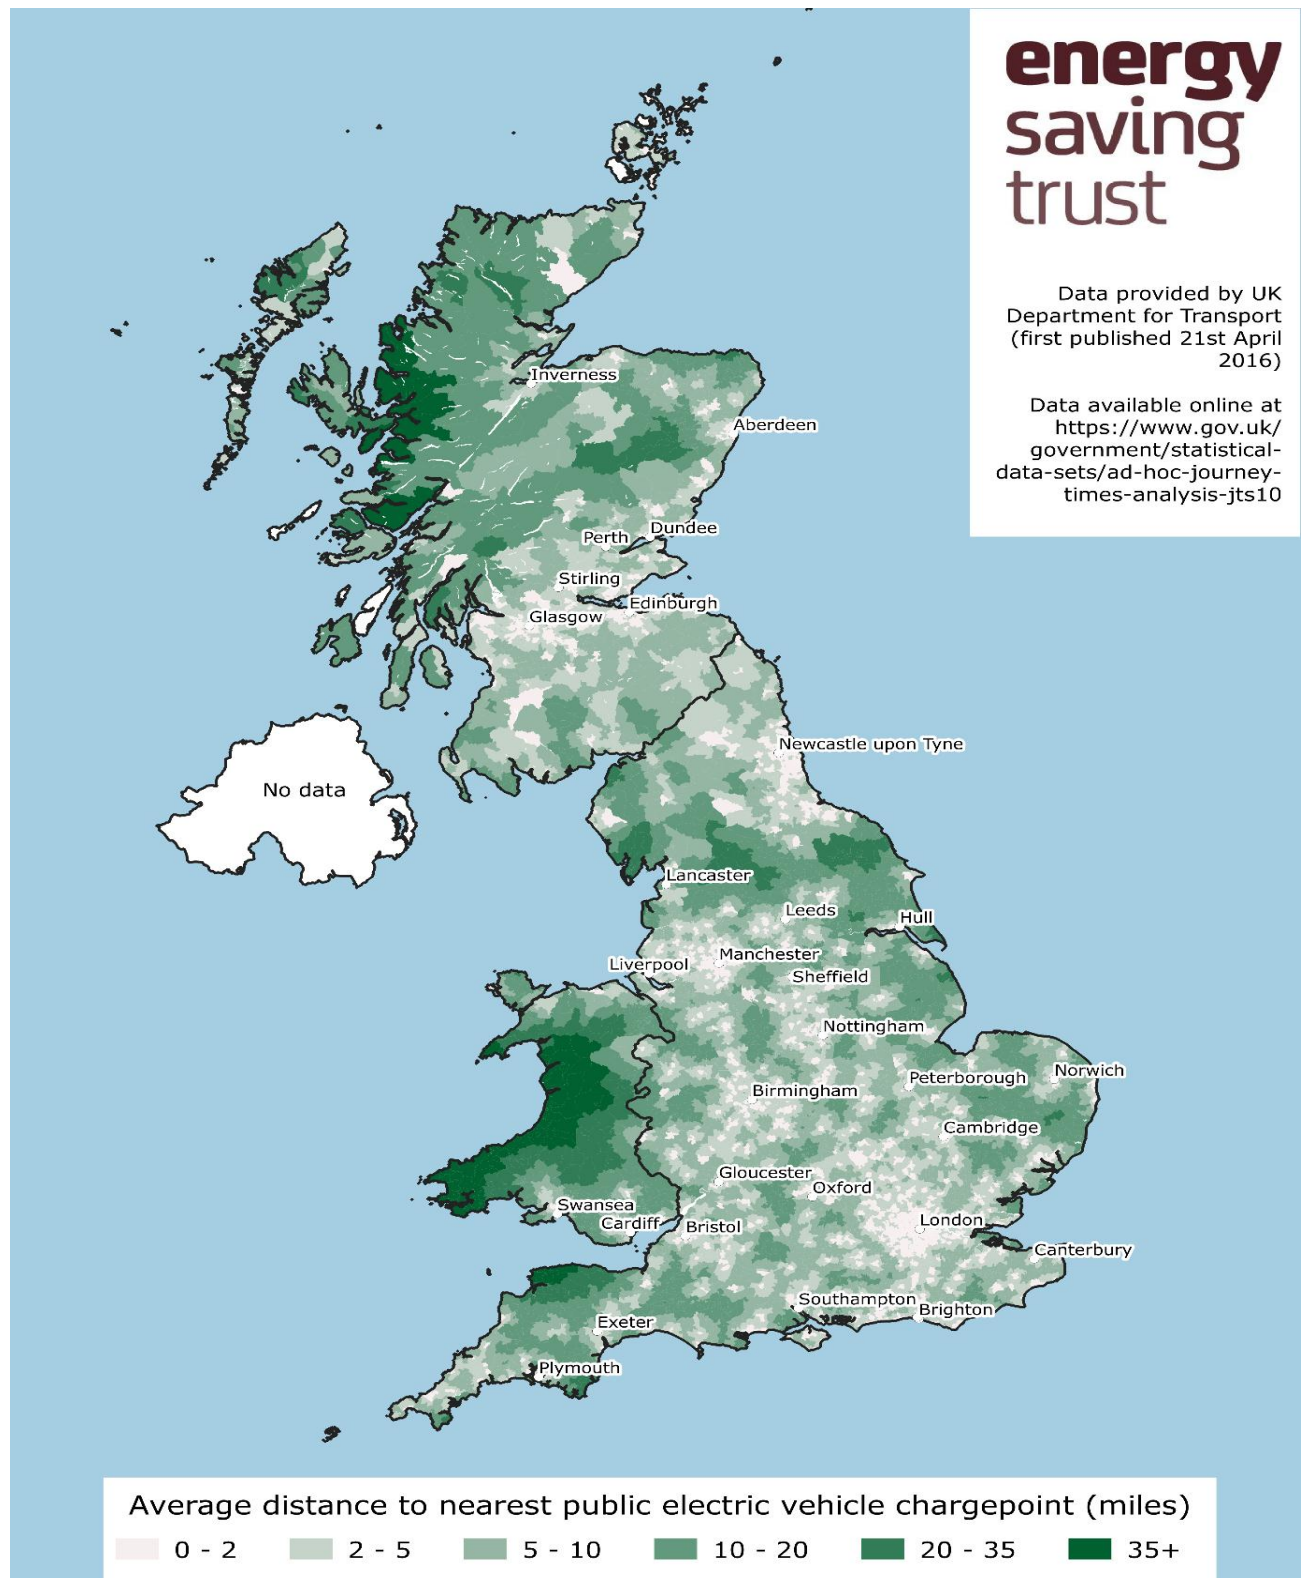 energy
saving
trust
Data provided by UK
Department for Transport
(first published 21st April
2016)
Data available online at
https://www.gov.uk/
government/statistical-
data-sets/ad-hoc-journey-
times-analysis-jts10
Inverness
Aberdeen
Dundee
Perth
Stirling
Edinburgh
Glasgow
Newcastle upon Tyne
No data
Lancaster
Leeds
Hull
Manchester
Liverpool
Sheffield
Nottingham
Peterborough
Norwich
Birmingham
Cambridge
Gloucester
Oxford
Swansea
Cardiff
Bristol
London
Canterbury
Southampton
Brighton
Exeter
Plymouth
Average distance to nearest public electric vehicle chargepoint (miles)
0 - 2
2 - 5
5 - 10
10 - 20
20 - 35
35+